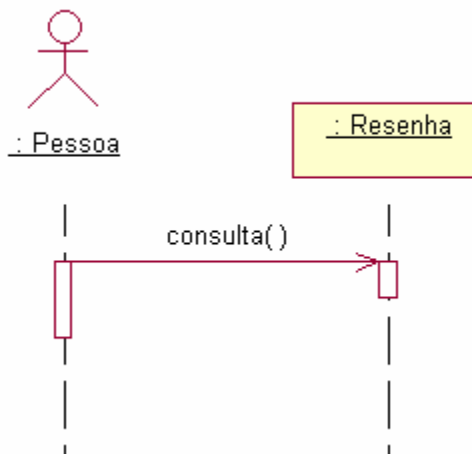 : Pessoa
: Resenha
consulta( )